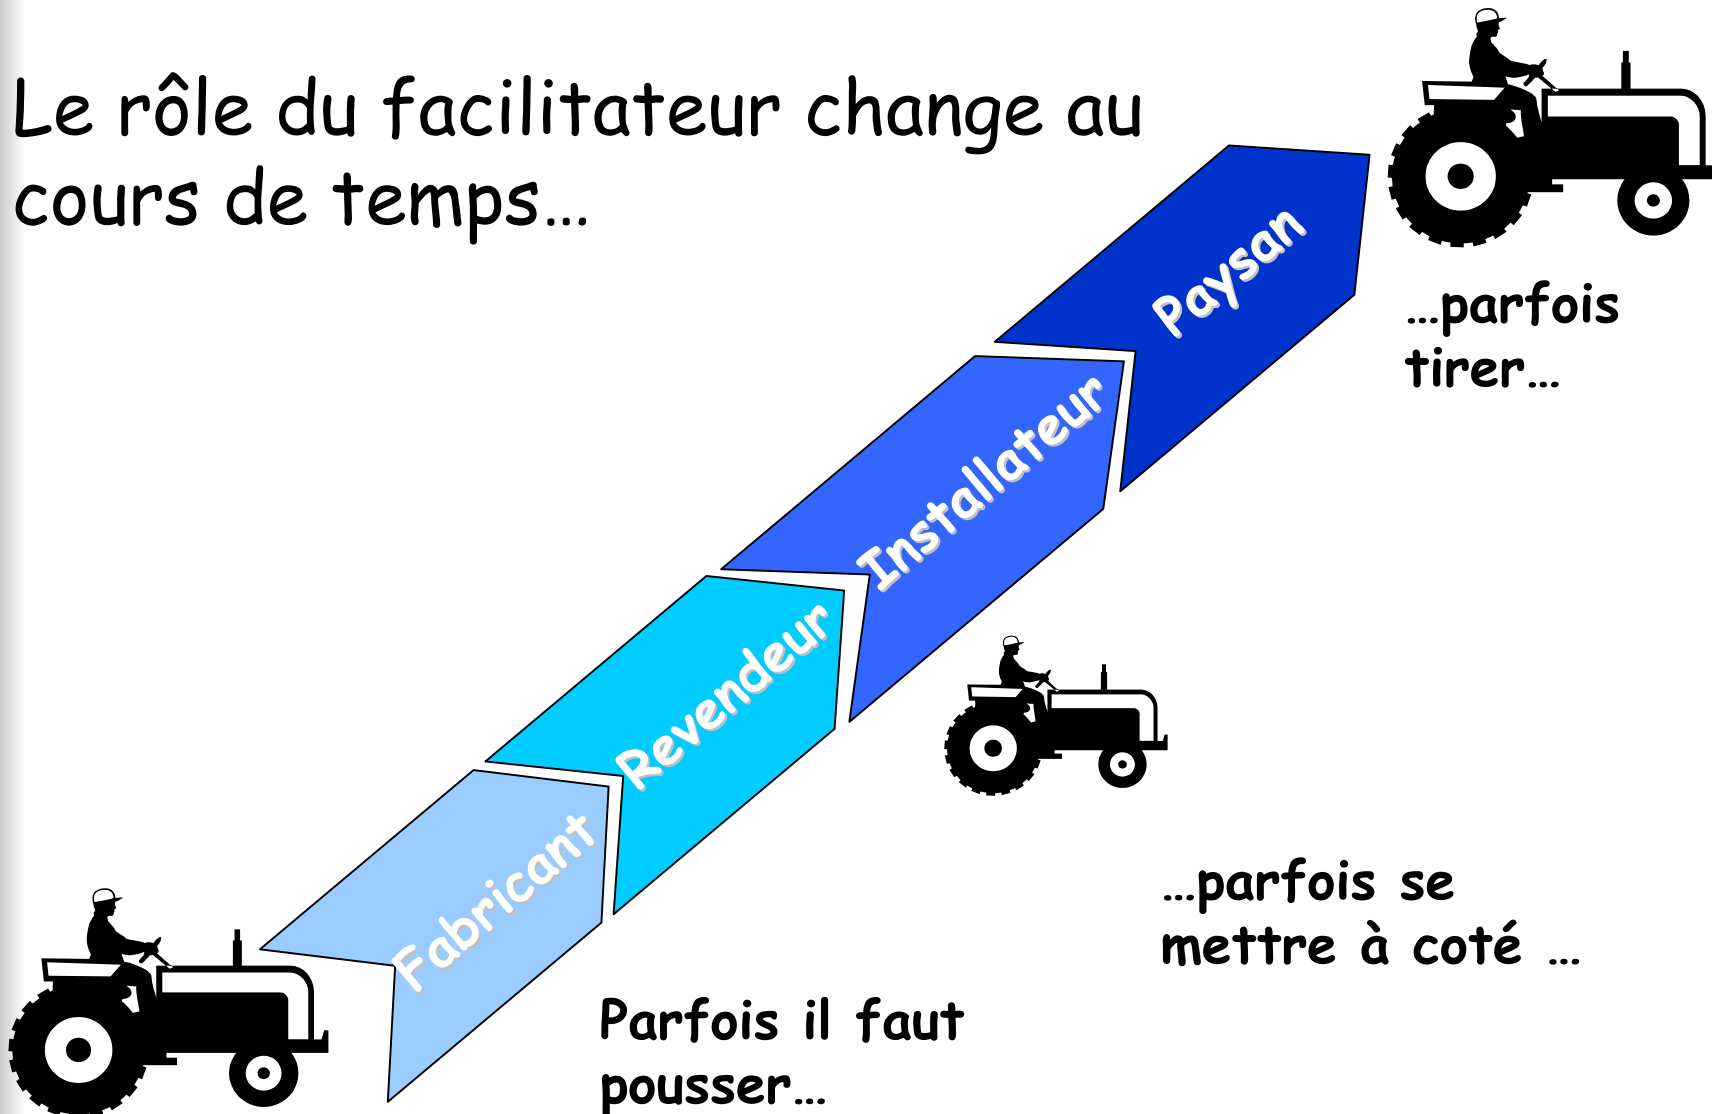 Le rôle du facilitateur change au
cours de temps...
Paysan
...parfois
tirer...
Installateur
Revendeur
...parfois se
mettre à coté ...
Fabricant
Parfois il faut
pousser...